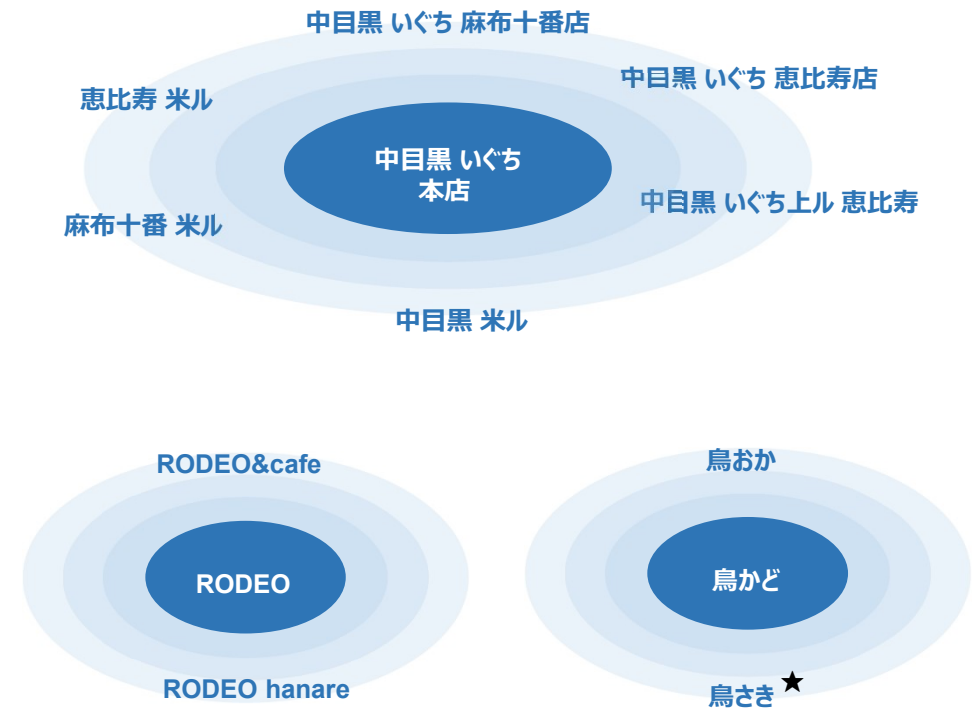 中目黒 いぐち 麻布十番店
中目黒 いぐち 恵比寿店
恵比寿 米ル
中目黒 いぐち
本店
中目黒 いぐち上ル 恵比寿
麻布十番 米ル
中目黒 米ル
RODEO&cafe
RODEO
RODEO hanare
鳥おか
鳥かど
鳥さき ★